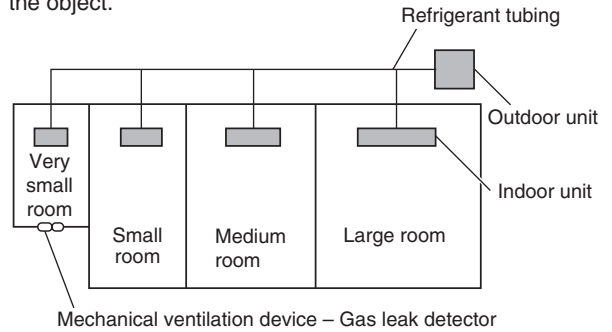 the object.
Refrigerant tubing
Outdoor unit
Very
small
room
Indoor unit
Small
room
Medium
room
Large room
Mechanical ventilation device – Gas leak detector